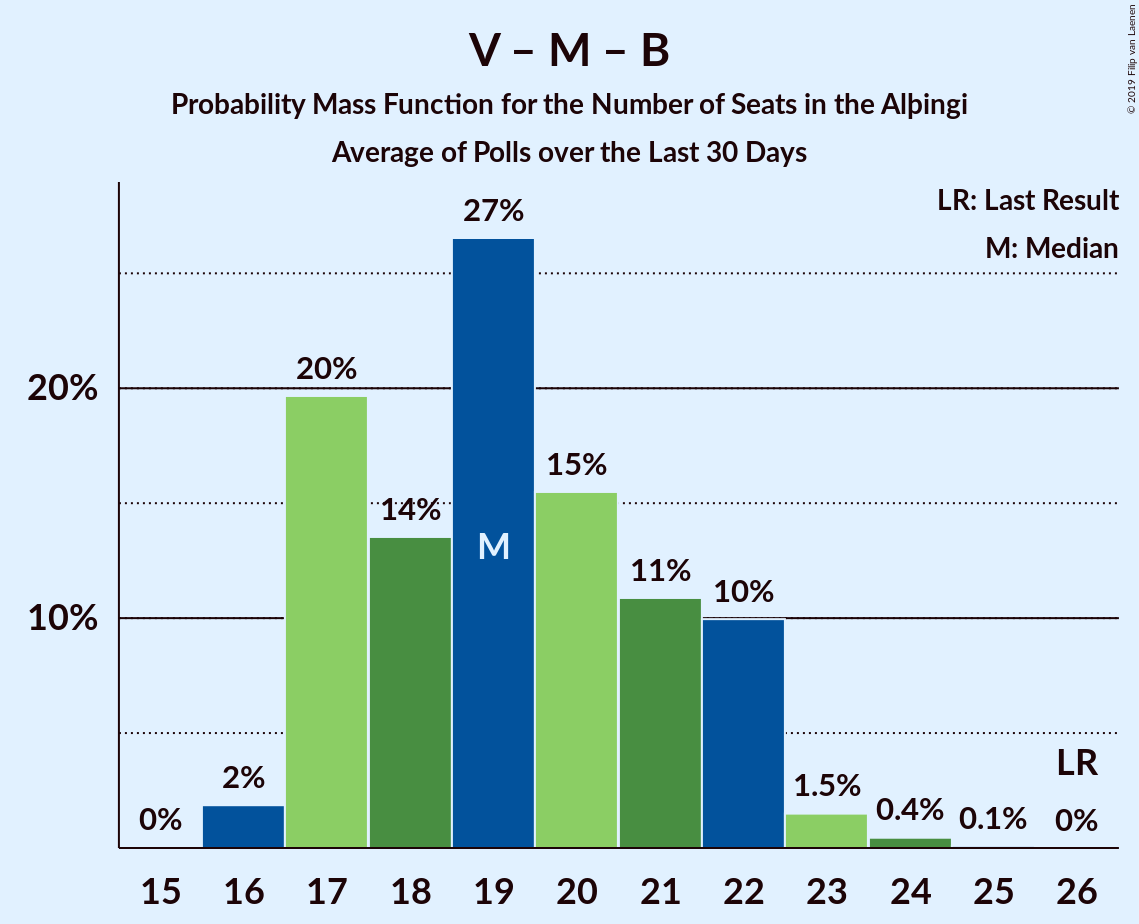 V – M – B
Probability Mass Function for the Number of Seats in the Alþingi
Average of Polls over the Last 30 Days
© 2019 Filip van Laenen
LR: Last Result
M: Median
27%
20%
20%
15%
14%
M
11%
10%
10%
LR
2%
1.5%
0.4%
0.1%
0%
0%
15 16 17 18 19 20 21 22 23 24 25 26